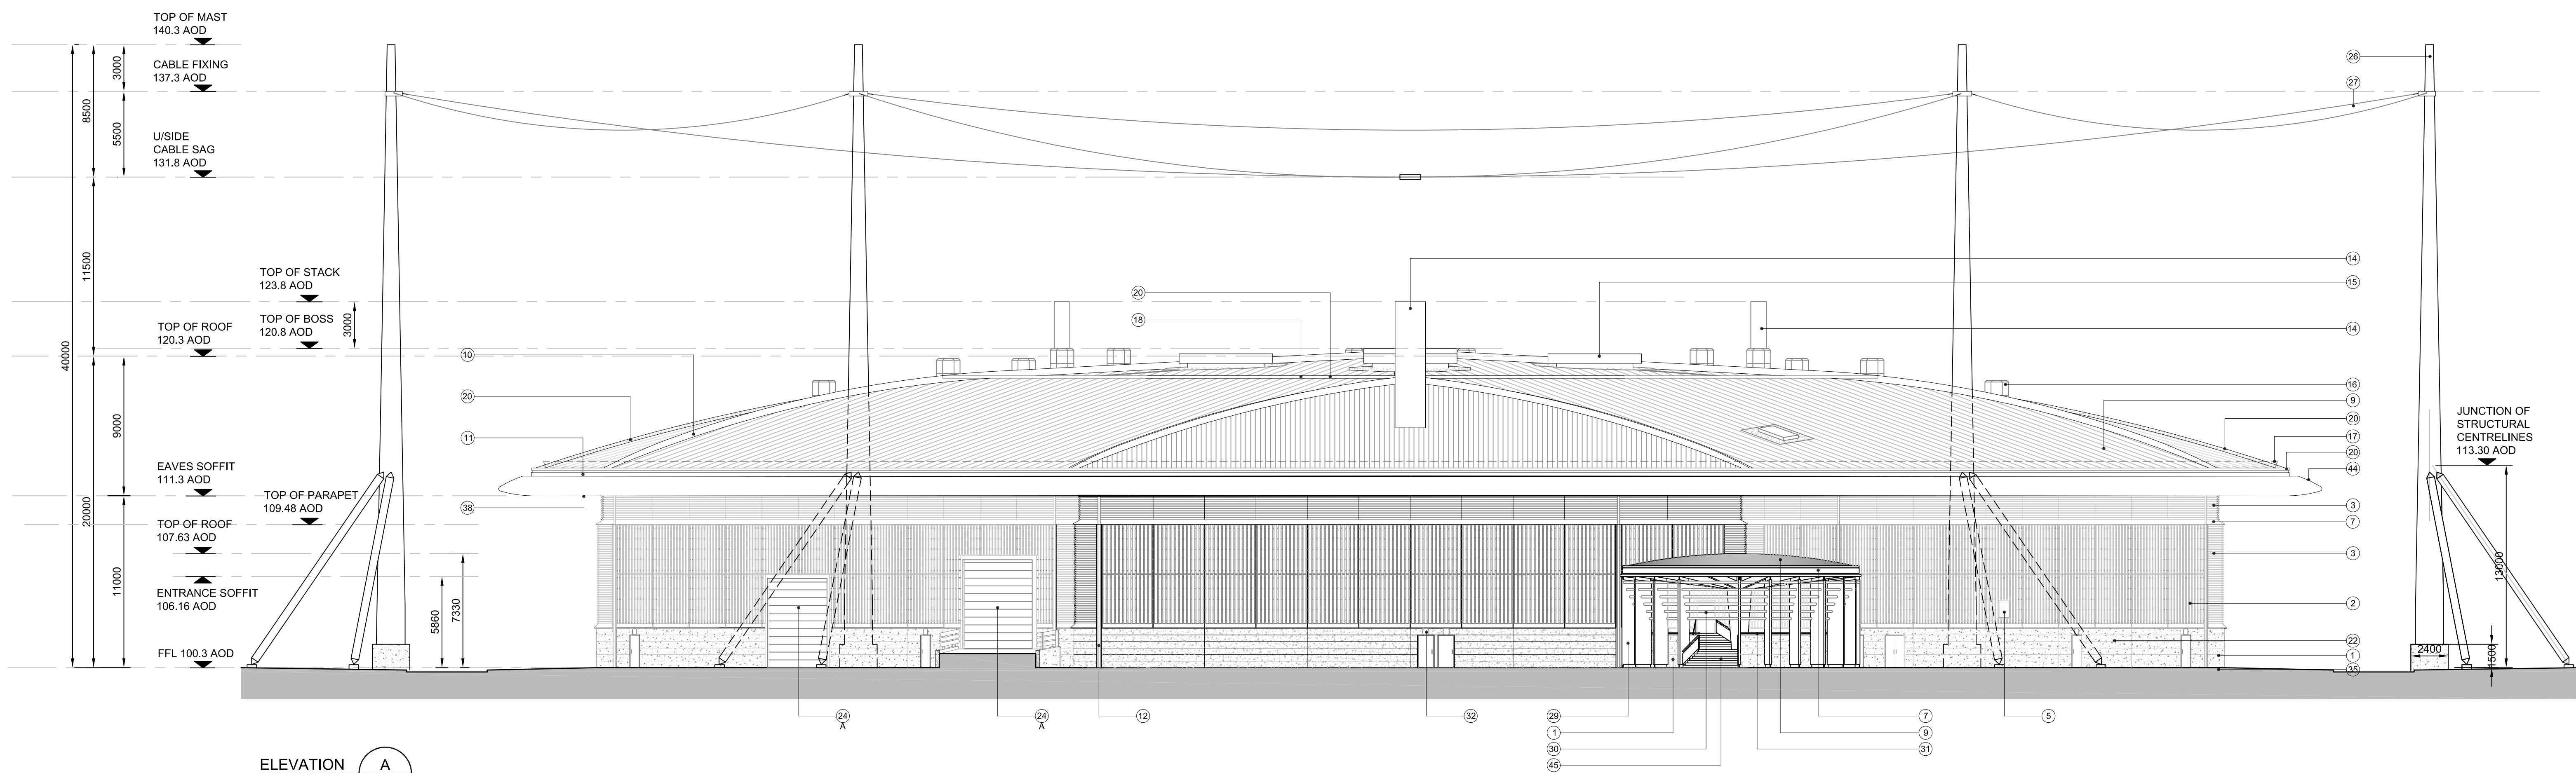 TOP OF MAST
140.3 AOD
CABLE FIXING
137.3 AOD
U/SIDE
CABLE SAG
131.8 AOD
TOP OF STACK
123.8 AOD
TOP OF BOSS
120.8 AOD
TOP OF ROOF
120.3 AOD
EAVES SOFFIT
111.3 AOD
TOP OF PARAPET
109.48 AOD
TOP OF ROOF
107.63 AOD
ENTRANCE SOFFIT
106.16 AOD
FFL 100.3 AOD
40000
8500
3000
5500
11500
3000
20000
9000
11000
5860
7330
10
20
11
38
20
18
26
27
14
15
14
16
9
20
17
20
44
3
7
3
2
22
1
35
JUNCTION OF
STRUCTURAL
CENTRELINES
113.30 AOD
13000
2400
1500
24
A
24
A
12
32
29
1
30
45
7
9
31
5
ELEVATION
A